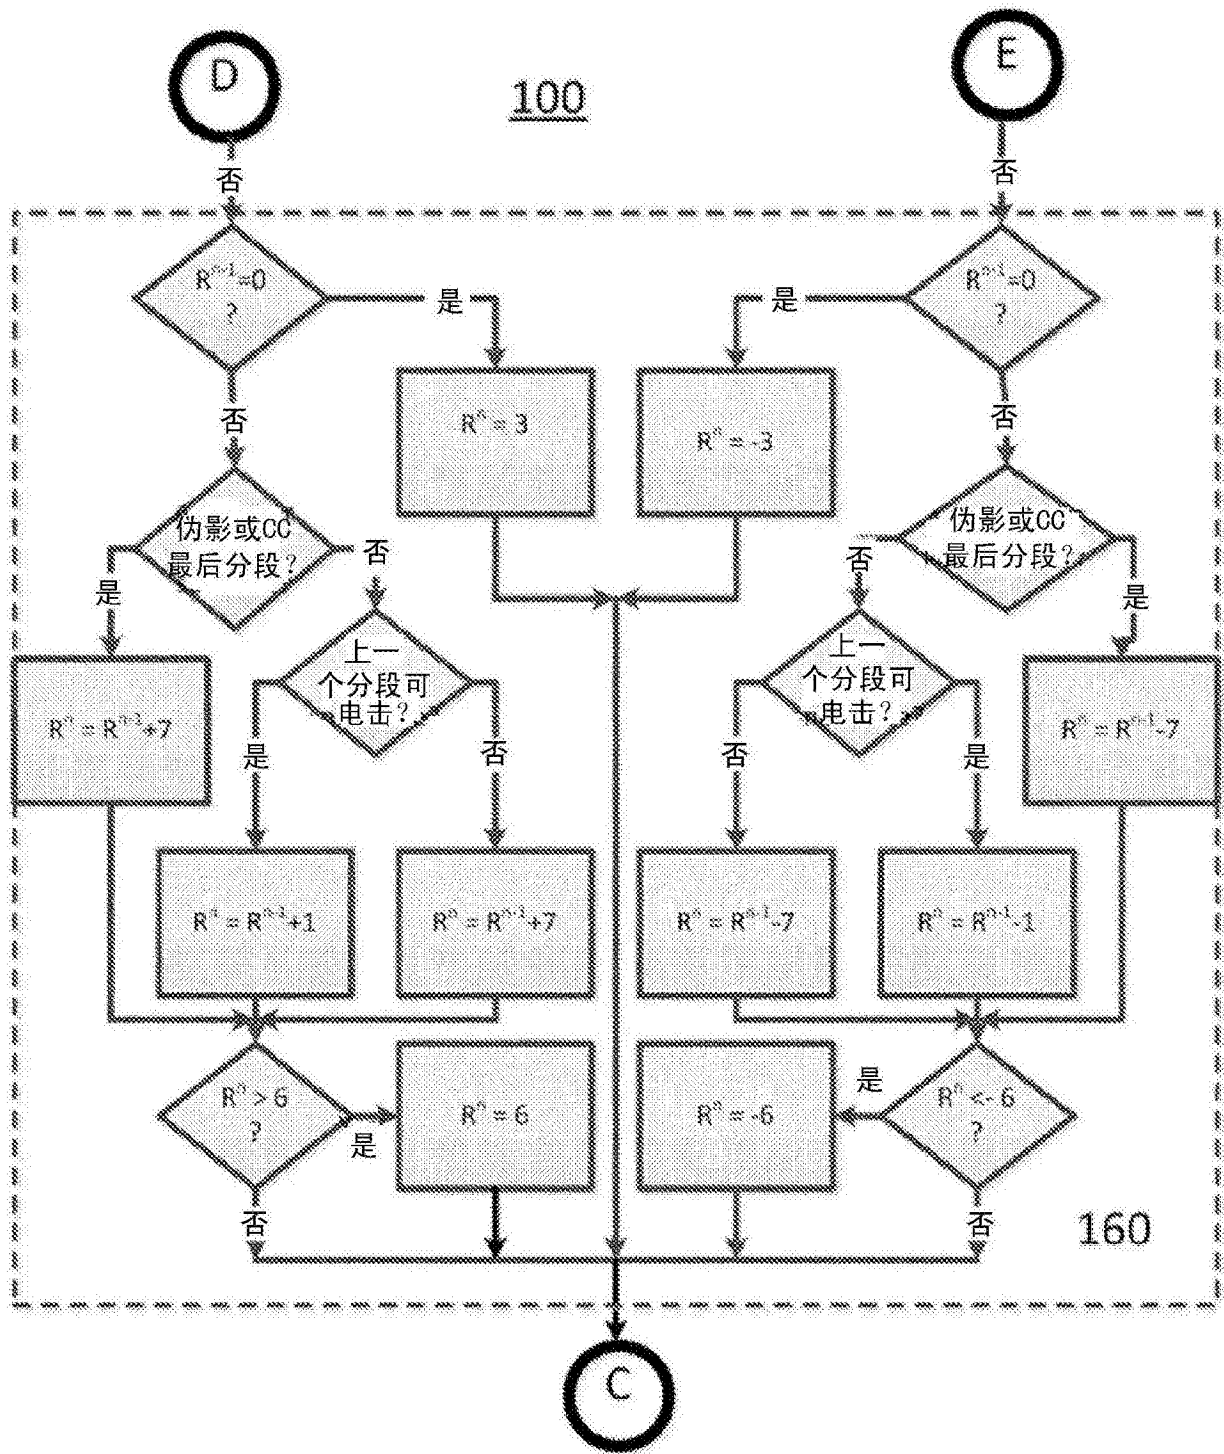 D
E
100
否
否
R^{n-1}=0
?
是
是
R^{n-1}=0
?
R^n = 3
R^n = -3
否
否
伪影或CC
最后分段?
否
是
伪影或CC
最后分段?
否
是
上一
个分段可
电击?
上一
个分段可
电击?
R^n = R^{n-1}+7
R^n = R^{n-1}-7
是
否
否
是
R^n = R^{n-1}+1
R^n = R^{n-1}+7
R^n = R^{n-1}-7
R^n = R^{n-1}-1
R^n > 6
?
是
R^n = 6
R^n = -6
是
R^n <- 6
?
否
否
160
C